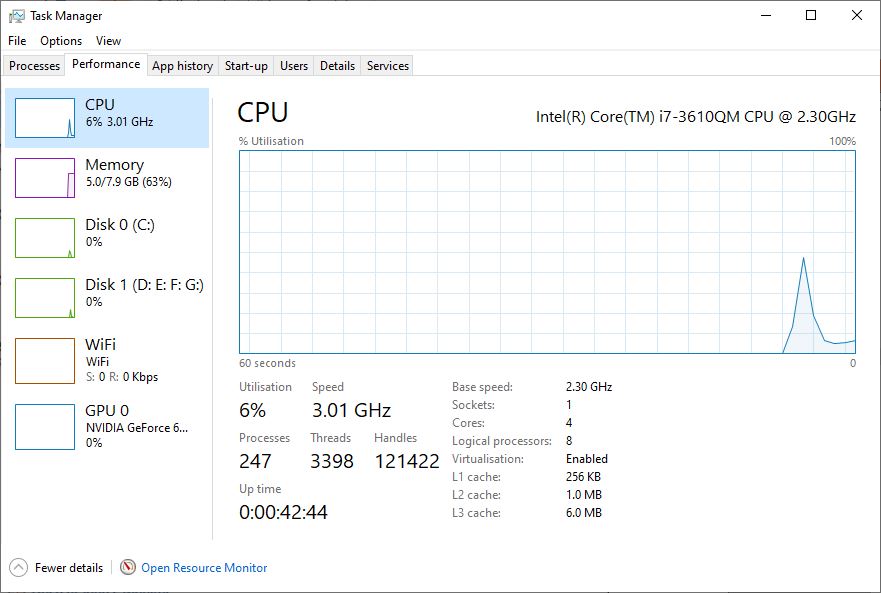 Task Manager
File Options View
Processes Performance App history Start-up Users Details Services
CPU
6% 3.01 GHz
Memory
5.0/7.9 GB (63%)
Disk 0 (C:)
0%
Disk 1 (D: E: F: G:)
0%
WiFi
WiFi
S: 0 R: 0 Kbps
GPU 0
NVIDIA GeForce 6...
0%
CPU Intel(R) Core(TM) i7-3610QM CPU @ 2.30GHz
% Utilisation 100%
60 seconds 0
Utilisation Speed
6% 3.01 GHz
Processes Threads Handles
247 3398 121422
Up time
0:00:42:44
Base speed: 2.30 GHz
Sockets: 1
Cores: 4
Logical processors: 8
Virtualisation: Enabled
L1 cache: 256 KB
L2 cache: 1.0 MB
L3 cache: 6.0 MB
Fewer details Open Resource Monitor